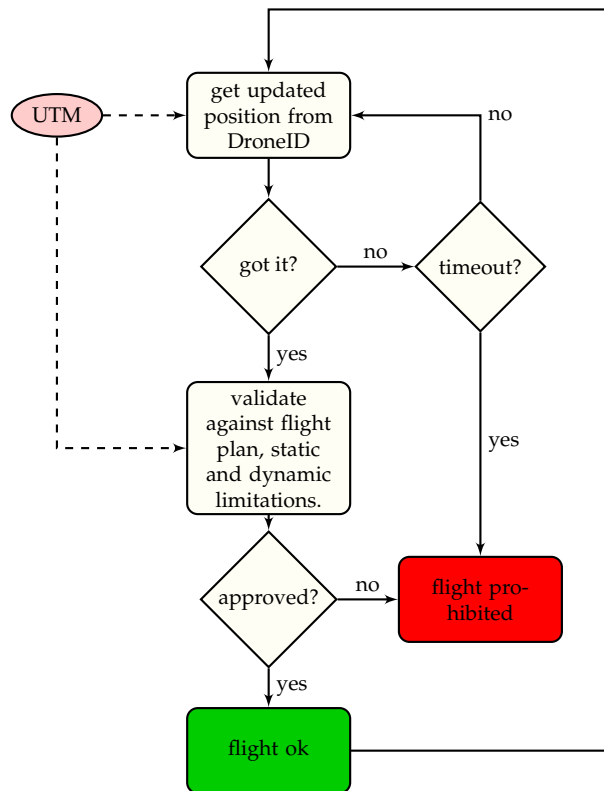 get updated
position from
DroneID
UTM
no
got it?
no
timeout?
yes
validate
against flight
plan, static
and dynamic
limitations.
yes
approved?
no
flight pro-
hibited
yes
flight ok